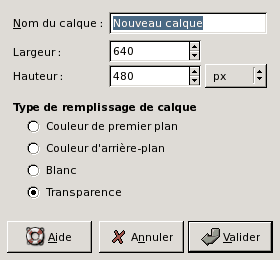 Nom du calque : Nouveau calque
Largeur : 640
Hauteur : 480 px
Type de remplissage de calque
Couleur de premier plan
Couleur d'arrière-plan
Blanc
Transparence
Aide Annuler Valider